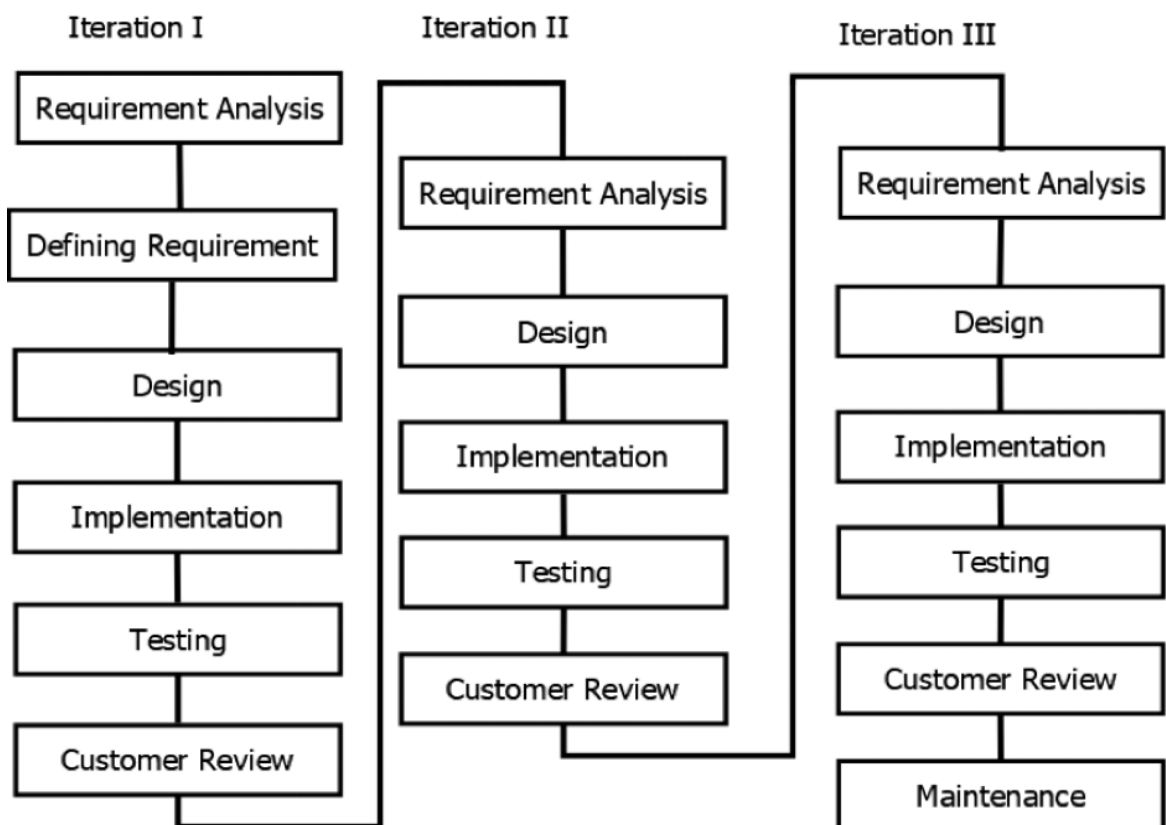 Iteration I
Requirement Analysis
Defining Requirement
Design
Implementation
Testing
Customer Review
Iteration II
Requirement Analysis
Design
Implementation
Testing
Customer Review
Iteration III
Requirement Analysis
Design
Implementation
Testing
Customer Review
Maintenance